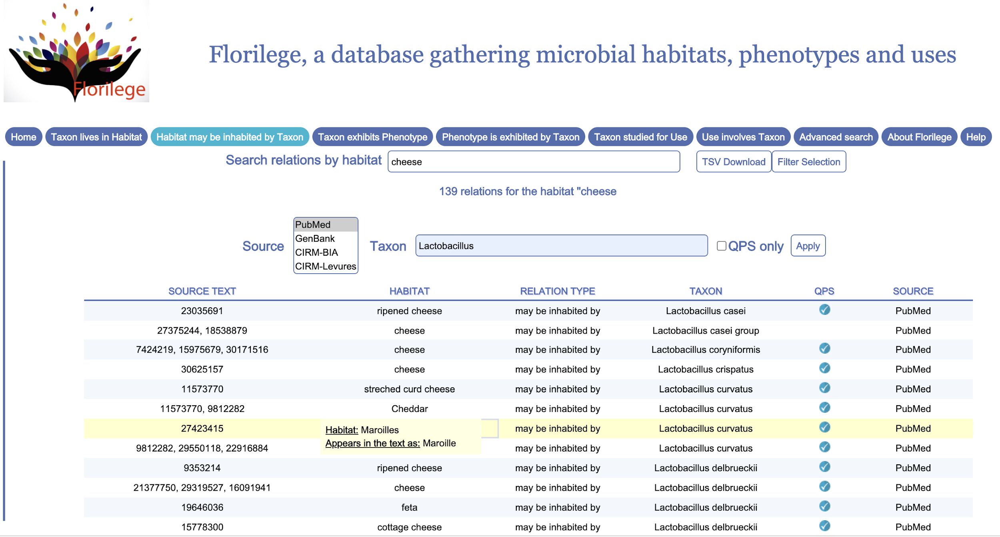 Florilege
Florilege, a database gathering microbial habitats, phenotypes and uses
Home Taxon lives in Habitat Habitat may be inhabited by Taxon Taxon exhibits Phenotype Phenotype is exhibited by Taxon Taxon studied for Use Use involves Taxon Advanced search About Florilege Help
Search relations by habitat cheese TSV Download Filter Selection
139 relations for the habitat "cheese
PubMed
GenBank
CIRM-BIA
CIRM-Levures
Source Taxon Lactobacillus QPS only Apply
SOURCE TEXT HABITAT RELATION TYPE TAXON QPS SOURCE
23035691 ripened cheese may be inhabited by Lactobacillus casei PubMed
27375244, 18538879 cheese may be inhabited by Lactobacillus casei group PubMed
7424219, 15975679, 30171516 cheese may be inhabited by Lactobacillus coryniformis PubMed
30625157 cheese may be inhabited by Lactobacillus crispatus PubMed
11573770 streched curd cheese may be inhabited by Lactobacillus curvatus PubMed
11573770, 9812282 Cheddar may be inhabited by Lactobacillus curvatus PubMed
27423415 Habitat: Maroilles may be inhabited by Lactobacillus curvatus PubMed
Appears in the text as: Maroille
9812282, 29550118, 22916884 may be inhabited by Lactobacillus curvatus PubMed
9353214 ripened cheese may be inhabited by Lactobacillus delbrueckii PubMed
21377750, 29319527, 16091941 cheese may be inhabited by Lactobacillus delbrueckii PubMed
19646036 feta may be inhabited by Lactobacillus delbrueckii PubMed
15778300 cottage cheese may be inhabited by Lactobacillus delbrueckii PubMed